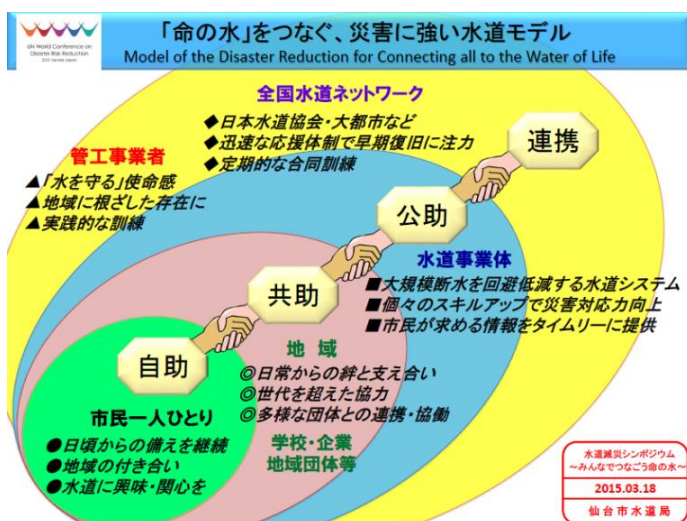 UN World Conference on
Disaster Risk Reduction
2015 Sendai Japan
「命の水」をつなぐ、災害に強い水道モデル
Model of the Disaster Reduction for Connecting all to the Water of Life
全国水道ネットワーク
◆日本水道協会・大都市など
◆迅速な応援体制で早期復旧に注力
◆定期的な合同訓練
連携
管工事業者
▲「水を守る」使命感
▲地域に根ざした存在に
▲実践的な訓練
公助
水道事業体
■大規模断水を回避低減する水道システム
■個々のスキルアップで災害対応力向上
■市民が求める情報をタイムリーに提供
共助
地域
◎日常からの絆と支え合い
◎世代を超えた協力
◎多様な団体との連携・協働
学校・企業
地域団体等
自助
市民一人ひとり
●日頃からの備えを継続
●地域の付き合い
●水道に興味・関心を
水道減災シンポジウム
～みんなでつなごう命の水～
2015.03.18
仙台市水道局